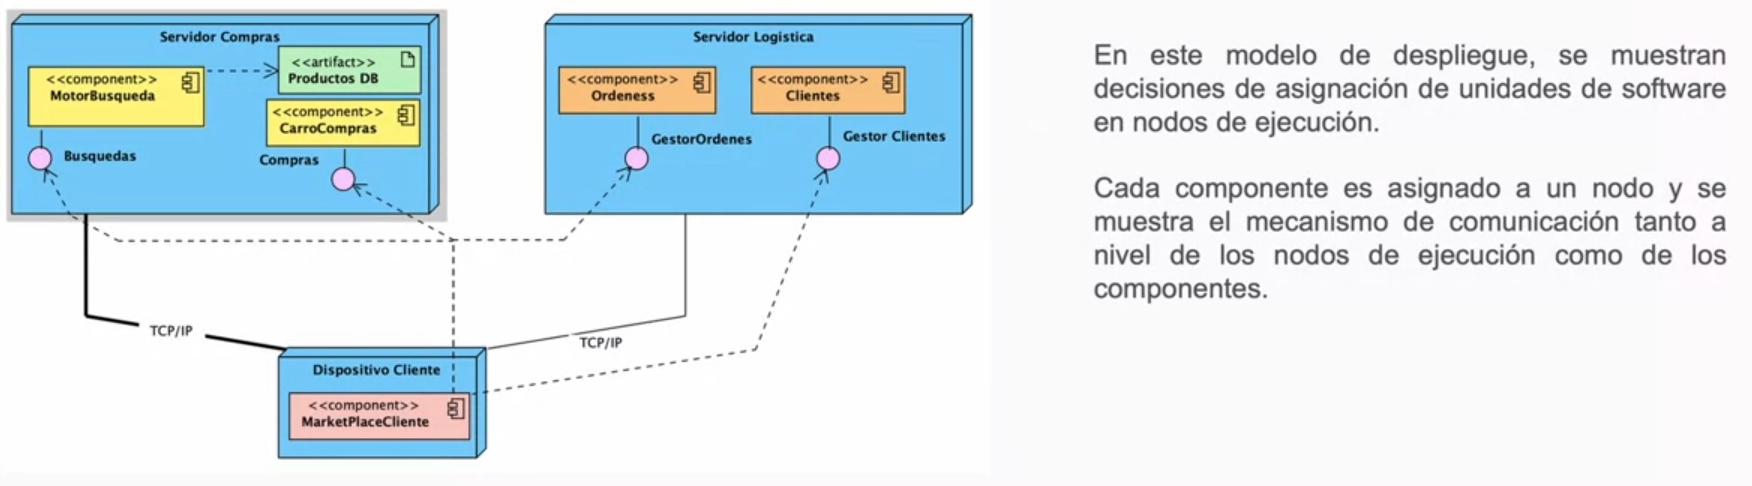 Servidor Compras
<<artifact>>
Productos DB
<<component>>
MotorBusqueda
<<component>>
CarroCompras
Busquedas
Compras
Servidor Logistica
<<component>>
Ordeness
<<component>>
Clientes
GestorOrdenes
Gestor Clientes
TCP/IP
TCP/IP
Dispositivo Cliente
<<component>>
MarketPlaceCliente
En este modelo de despliegue, se muestran
decisiones de asignación de unidades de software
en nodos de ejecución.
Cada componente es asignado a un nodo y se
muestra el mecanismo de comunicación tanto a
nivel de los nodos de ejecución como de los
componentes.